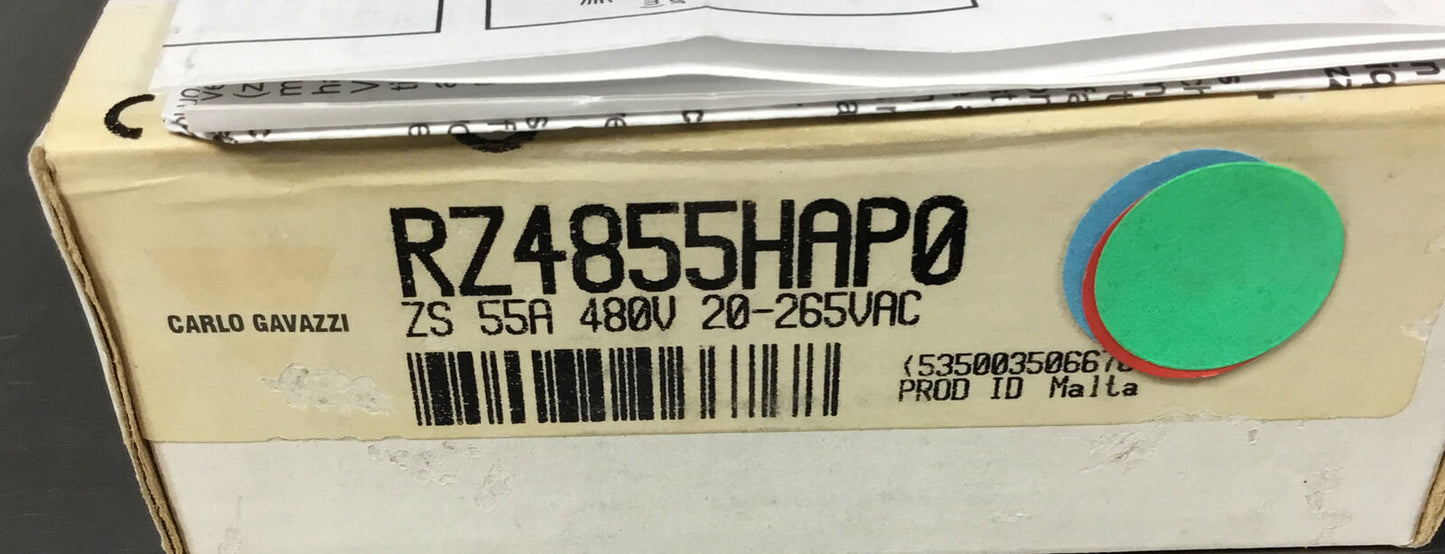 RZ4855HAP0
CARLO GAVAZZI
ZS 55A 480V 20-265VAC
PROD ID Malta